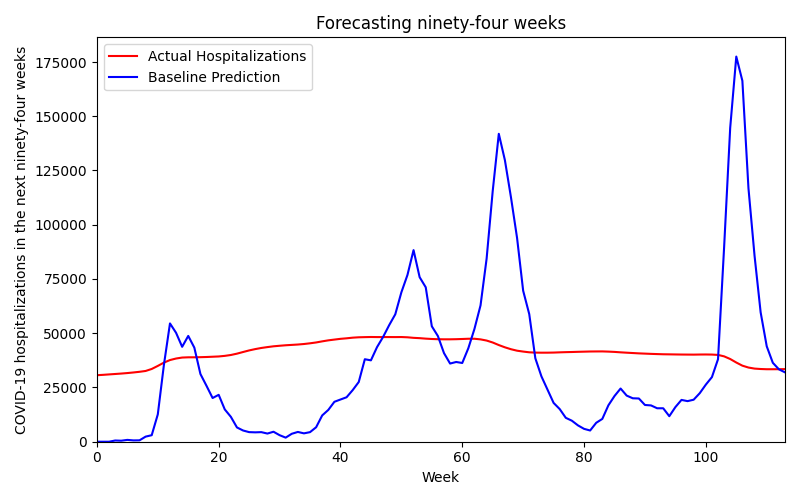 Forecasting ninety-four weeks
Actual Hospitalizations
Baseline Prediction
COVID-19 hospitalizations in the next ninety-four weeks
175000
150000
125000
100000
75000
50000
25000
0
0 20 40 60 80 100
Week